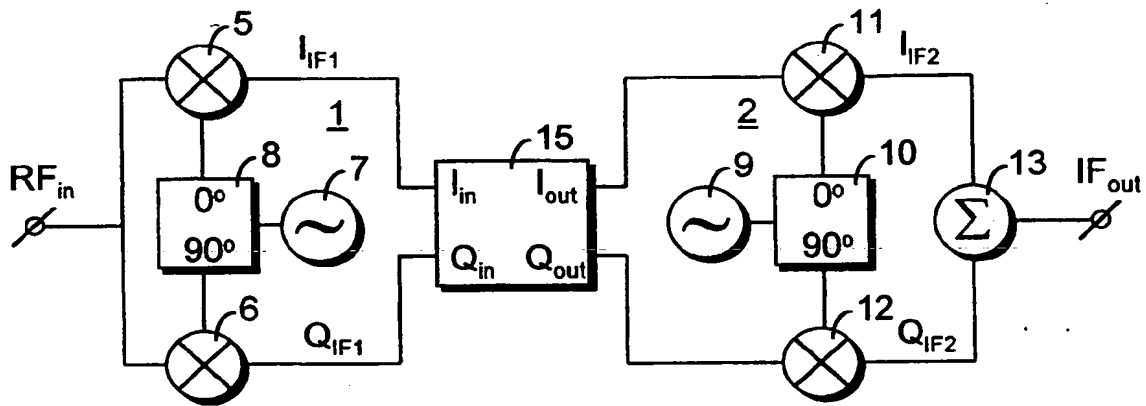 5
I_IF1
1
RF_in
8
7
0°
90°
6
Q_IF1
15
I_in I_out
Q_in Q_out
11
I_IF2
2
9
10
0°
90°
12
Q_IF2
13
Σ
IF_out